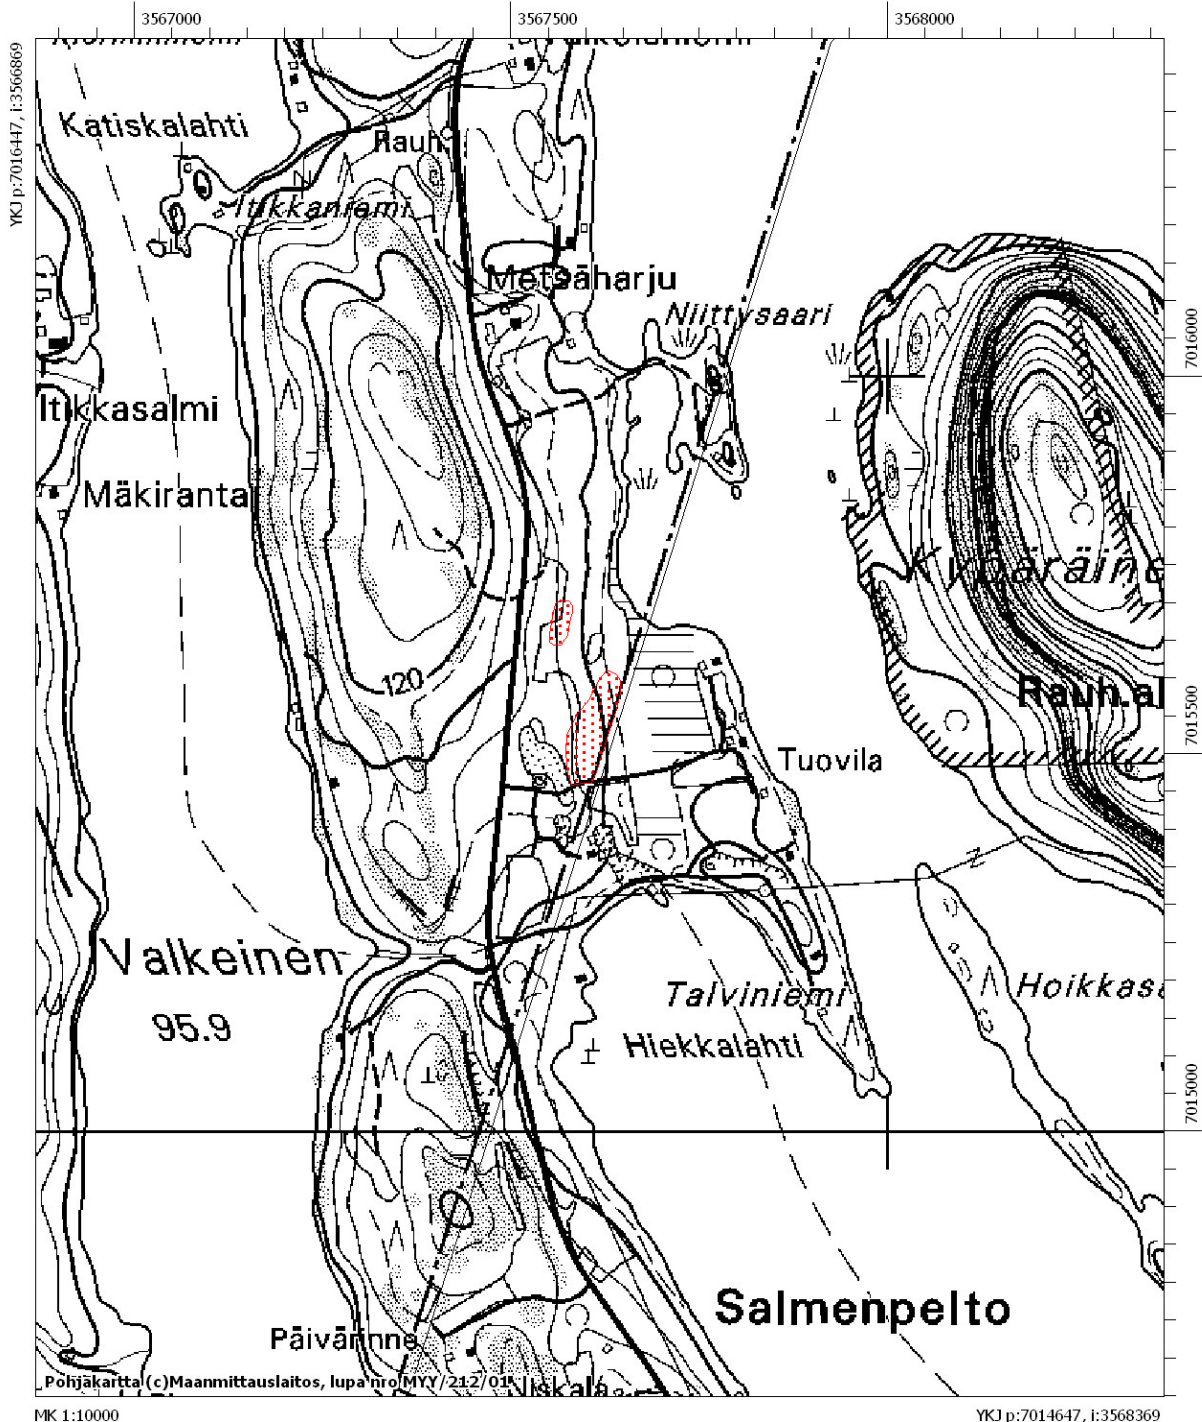 3567000
3567500
3568000
YKJ p:7016447, i:3566869
Katiskalahti
Rauh.
Itikkaniemi
Metsäharju
Niittysaari
7016000
Itikkasalmi
Mäkiranta
120
Rauh.al
7015500
Tuovila
Valkeinen
95.9
Talviniemi
Hiekkalahti
7015000
Salmenpelto
Päivärinne
Pohjakartta (c)Maanmittauslaitos, lupa nro MYY/212/01
MK 1:10000
YKJ p:7014647, i:3568369